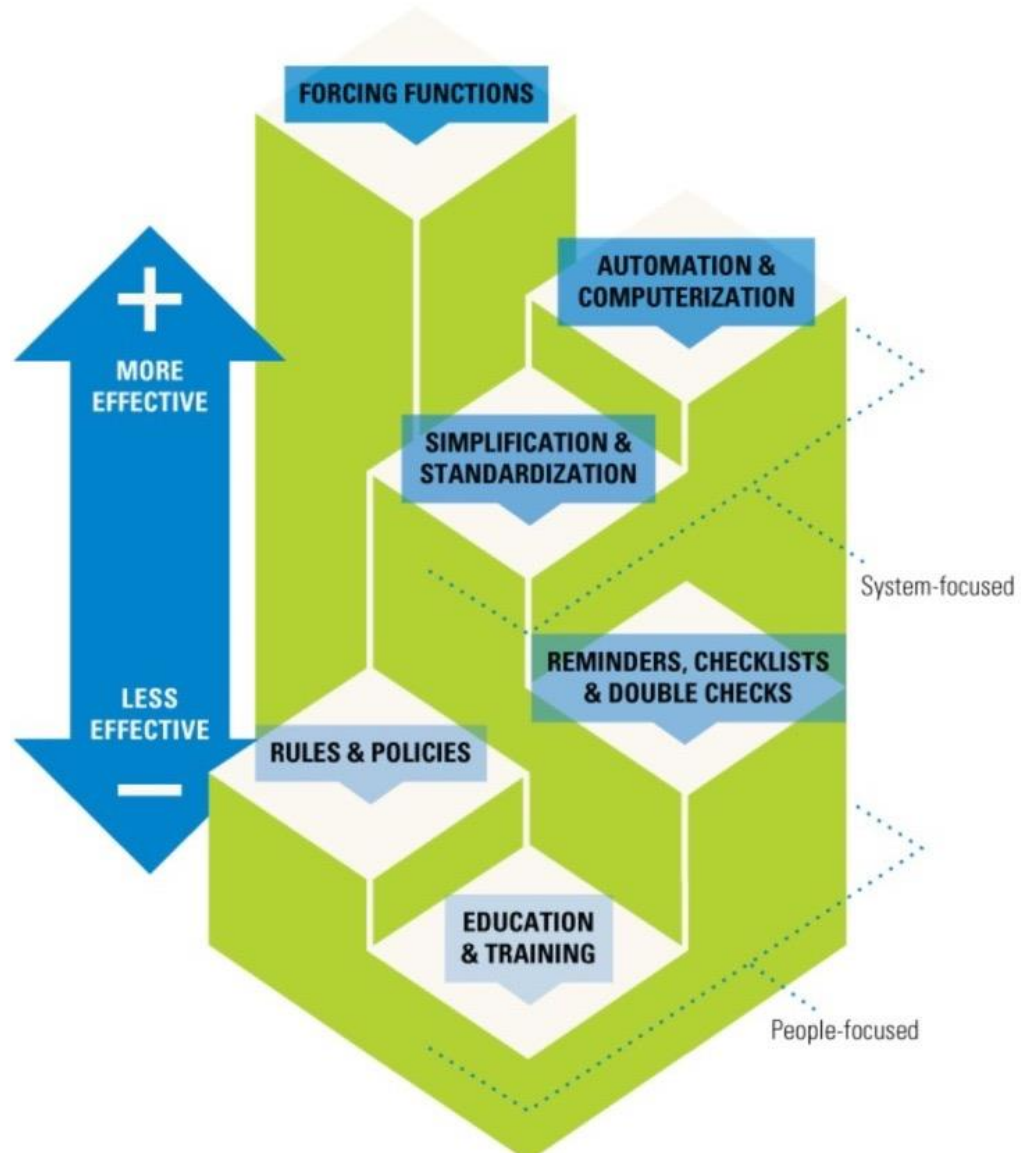 FORCING FUNCTIONS
AUTOMATION &
COMPUTERIZATION
+
MORE
EFFECTIVE
SIMPLIFICATION &
STANDARDIZATION
System-focused
REMINDERS, CHECKLISTS
& DOUBLE CHECKS
LESS
EFFECTIVE
—
RULES & POLICIES
EDUCATION
& TRAINING
People-focused